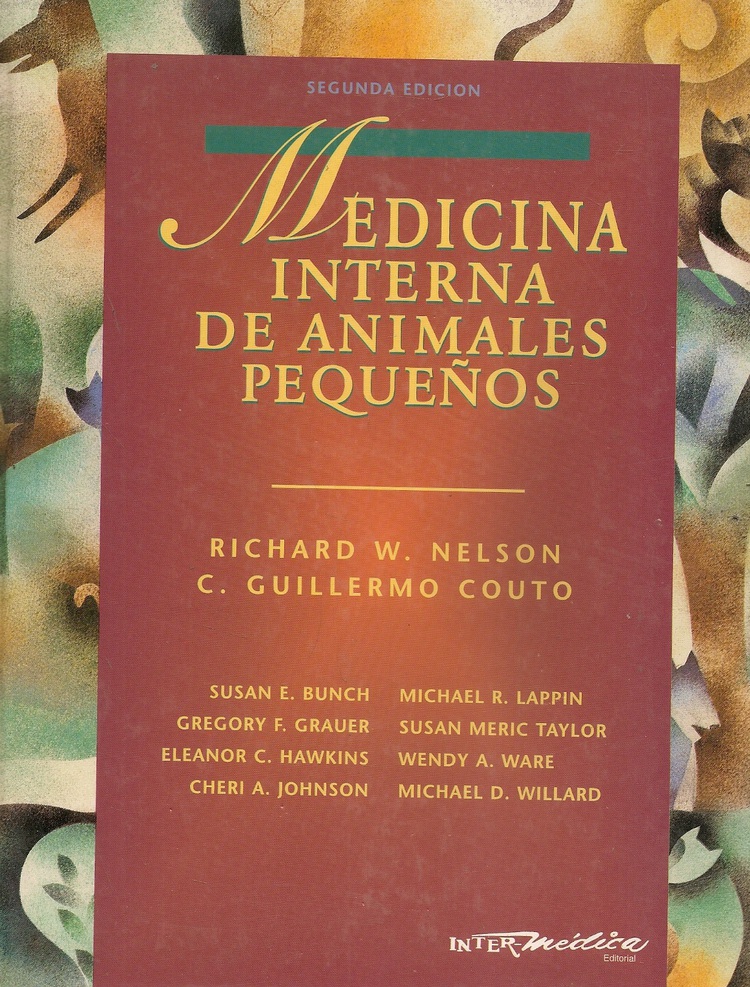 SEGUNDA EDICION
MEDICINA
INTERNA
DE ANIMALES
PEQUEÑOS
RICHARD W. NELSON
C. GUILLERMO COUTO
SUSAN E. BUNCH MICHAEL R. LAPPIN
GREGORY F. GRAUER SUSAN MERIC TAYLOR
ELEANOR C. HAWKINS WENDY A. WARE
CHERI A. JOHNSON MICHAEL D. WILLARD
INTER-Médica
Editorial